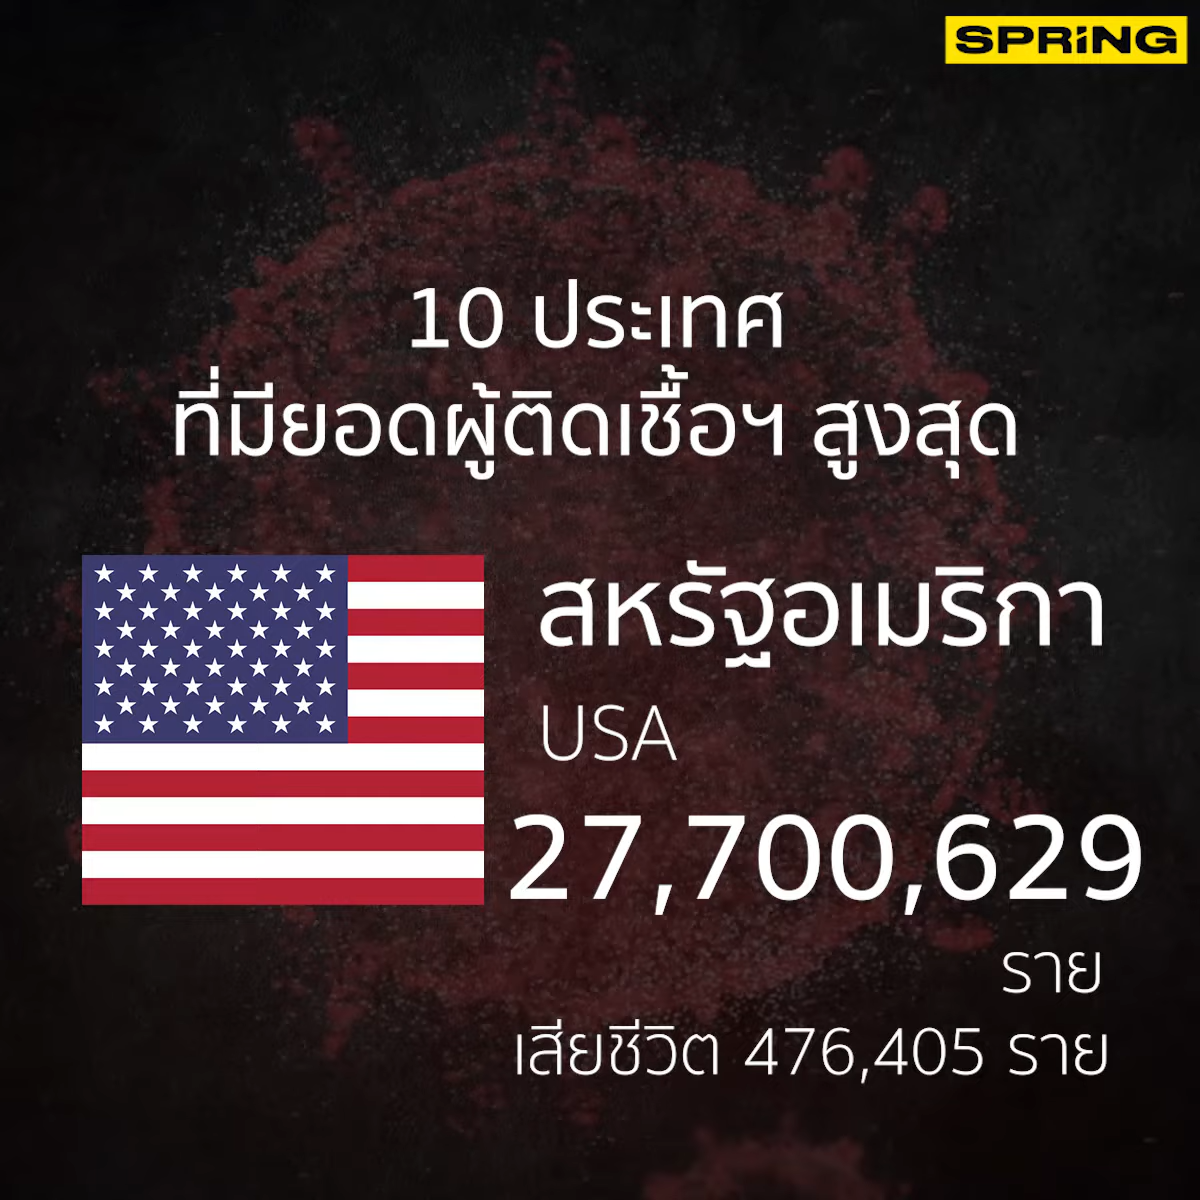 SPRiNG
10 ประเทศ
ที่มียอดผู้ติดเชื้อฯ สูงสุด
สหรัฐอเมริกา
USA
27,700,629
ราย
เสียชีวิต 476,405 ราย